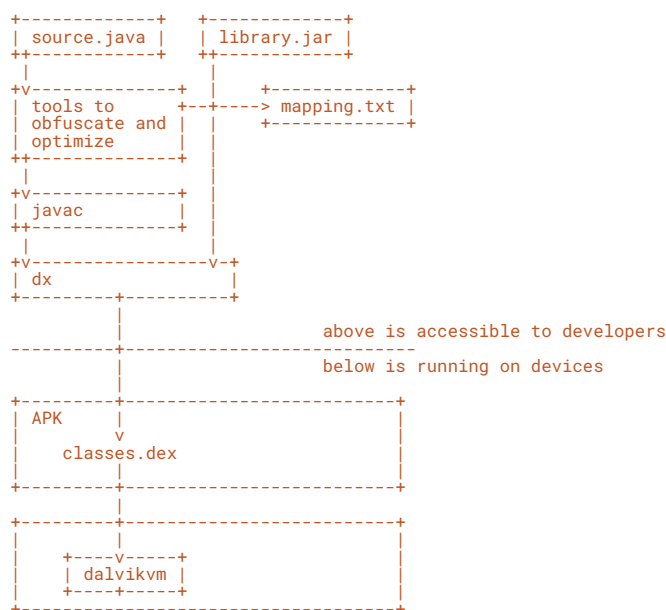 source.java library.jar
tools to mapping.txt
obfuscate and
optimize
javac
dx
above is accessible to developers
below is running on devices
APK
classes.dex
dalvikvm